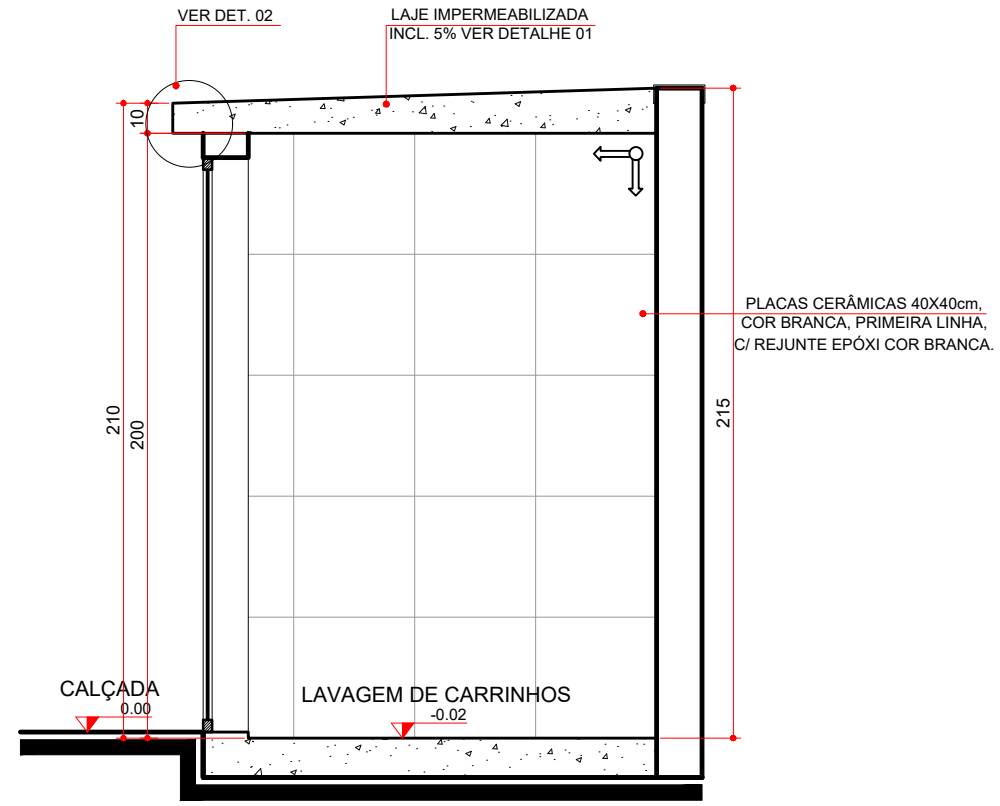 VER DET. 02
LAJE IMPERMEABILIZADA
INCL. 5% VER DETALHE 01
10
210
200
PLACAS CERÂMICAS 40X40cm,
COR BRANCA, PRIMEIRA LINHA,
C/ REJUNTE EPÓXI COR BRANCA.
215
CALÇADA
0.00
LAVAGEM DE CARRINHOS
-0.02